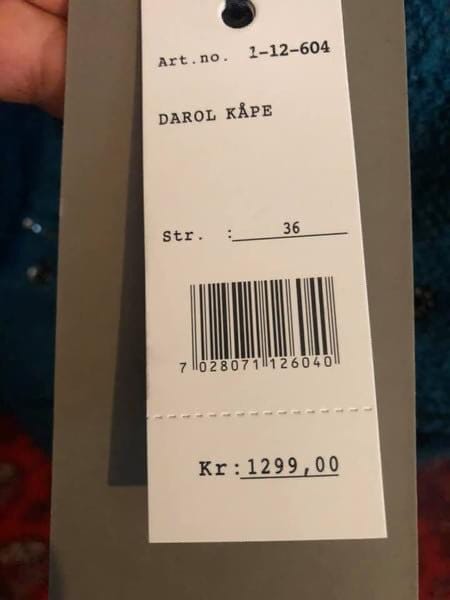 Art.no. 1-12-604
DAROL KÅPE
Str. : 36
7 028071 126040
Kr: 1299,00